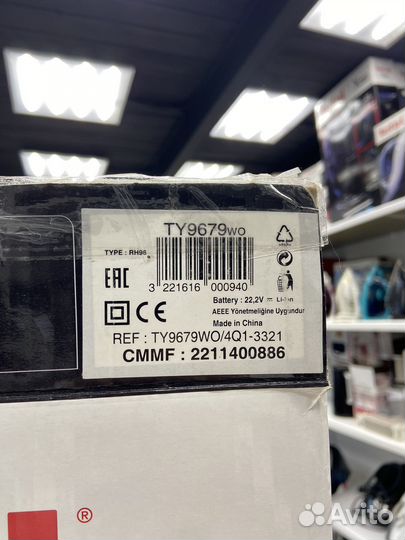 TY9679WO
TYPE : RH98
3 221616 000940
EAC
CE
Battery : 22,2V Li-Ion
AEEE Yönetmeliğine Uygundur
Made in China
REF : TY9679WO/4Q1-3321
CMMF : 2211400886
®
Avito